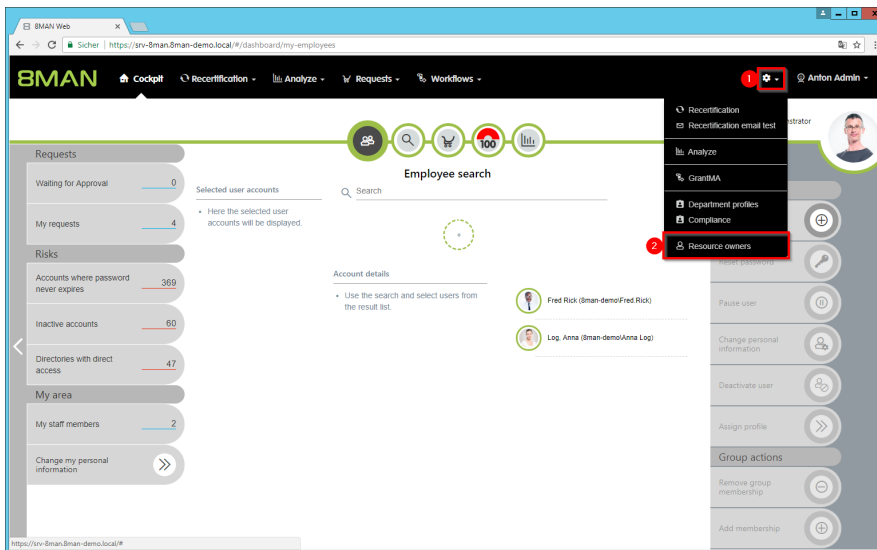 8MAN Web
Sicher
https://srv-8man.8man-demo.local/#/dashboard/my-employees
8MAN
Cockpit
Recertification
Analyze
Requests
Workflows
1
Anton Admin
Recertification
Recertification email test
Analyze
GrantMA
Department profiles
Compliance
2
Resource owners
istrator
100
Requests
Waiting for Approval
0
My requests
4
Risks
Accounts where password
never expires
369
Inactive accounts
60
Directories with direct
access
47
My area
My staff members
2
Change my personal
information
Selected user accounts
Here the selected user
accounts will be displayed.
Employee search
Search
Account details
Use the search and select users from
the result list.
Fred Rick (8man-demo\Fred.Rick)
Log, Anna (8man-demo\Anna Log)
Reset password
Pause user
Change personal
information
Deactivate user
Assign profile
Group actions
Remove group
membership
Add membership
https://srv-8man.8man-demo.local/#